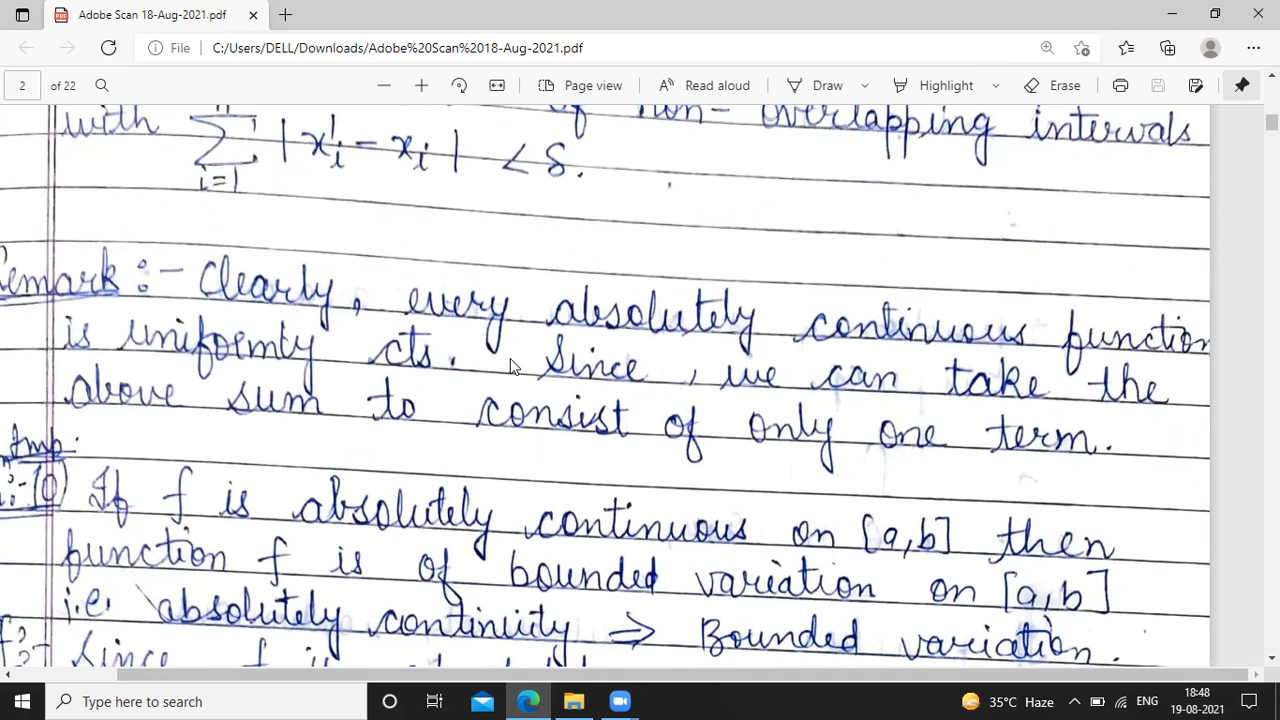 Adobe Scan 18-Aug-2021.pdf
File C:/Users/DELL/Downloads/Adobe%20Scan%2018-Aug-2021.pdf
2 of 22 Page view Read aloud Draw Highlight Erase
of non-overlapping intervals
with n∑i=1 |x'i - xi| < δ.
emark :- Clearly, every absolutely continuous function
is uniformly cts. Since, we can take the
above sum to consist of only one term.
Imp.
:-10) If f is absolutely continuous on [a,b] then
function f is of bounded variation on [a,b]
i.e. absolutely continuity ⇒ Bounded variation.
f:- Since f
Type here to search 35°C Haze ENG 18:48
19-08-2021